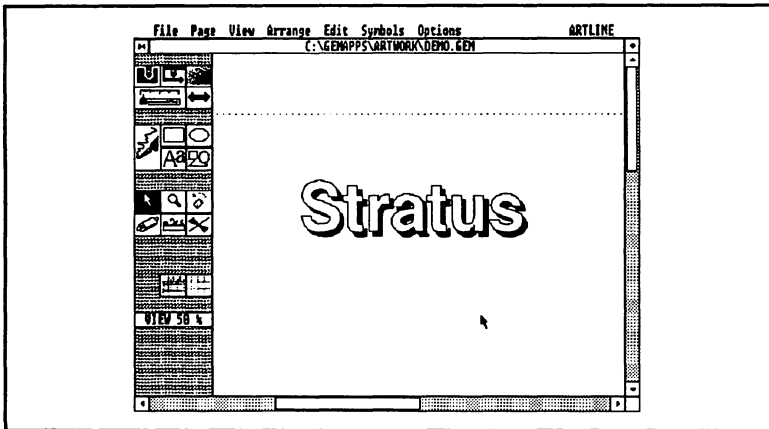 File Page View Arrange Edit Symbols Options ARTLINE
C:\GEMAPPS\ARTWORK\DEMO.GEM
Aa
Stratus
VIEW 50 %